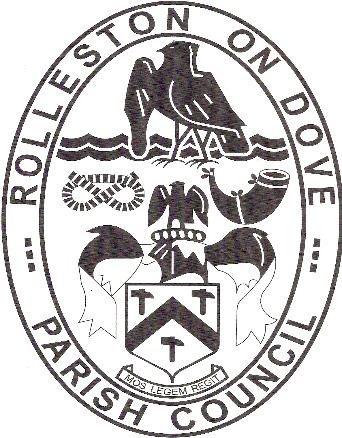 ROLLESTON ON DOVE
MOS LEGEM REGIT
PARISH COUNCIL